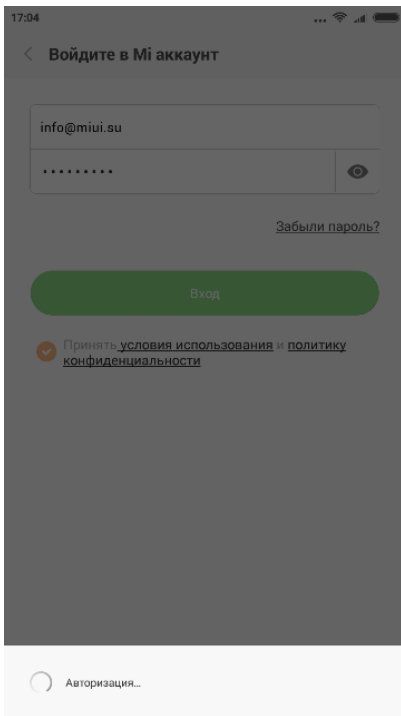 17:04
Войдите в Mi аккаунт
info@miui.su
•••••••••
Забыли пароль?
Вход
Принять условия использования и политику
конфиденциальности
Авторизация...